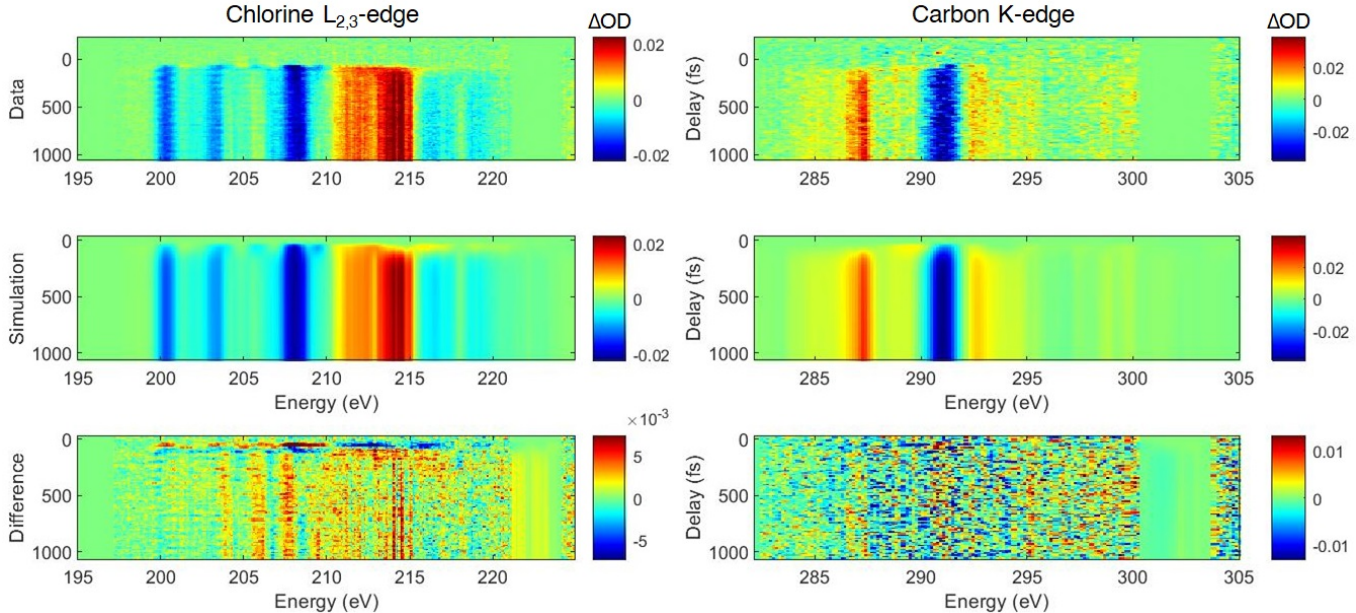 Chlorine L2,3-edge
ΔOD
Carbon K-edge
ΔOD
Data
0
500
1000
195 200 205 210 215 220
0.02
0
-0.02
Delay (fs)
0
500
1000
285 290 295 300 305
0.02
0
-0.02
Simulation
0
500
1000
195 200 205 210 215 220
Energy (eV)
0.02
0
-0.02
Delay (fs)
0
500
1000
285 290 295 300 305
Energy (eV)
0.02
0
-0.02
Difference
0
500
1000
195 200 205 210 215 220
Energy (eV)
× 10-3
5
0
-5
Delay (fs)
0
500
1000
285 290 295 300 305
Energy (eV)
0.01
0
-0.01